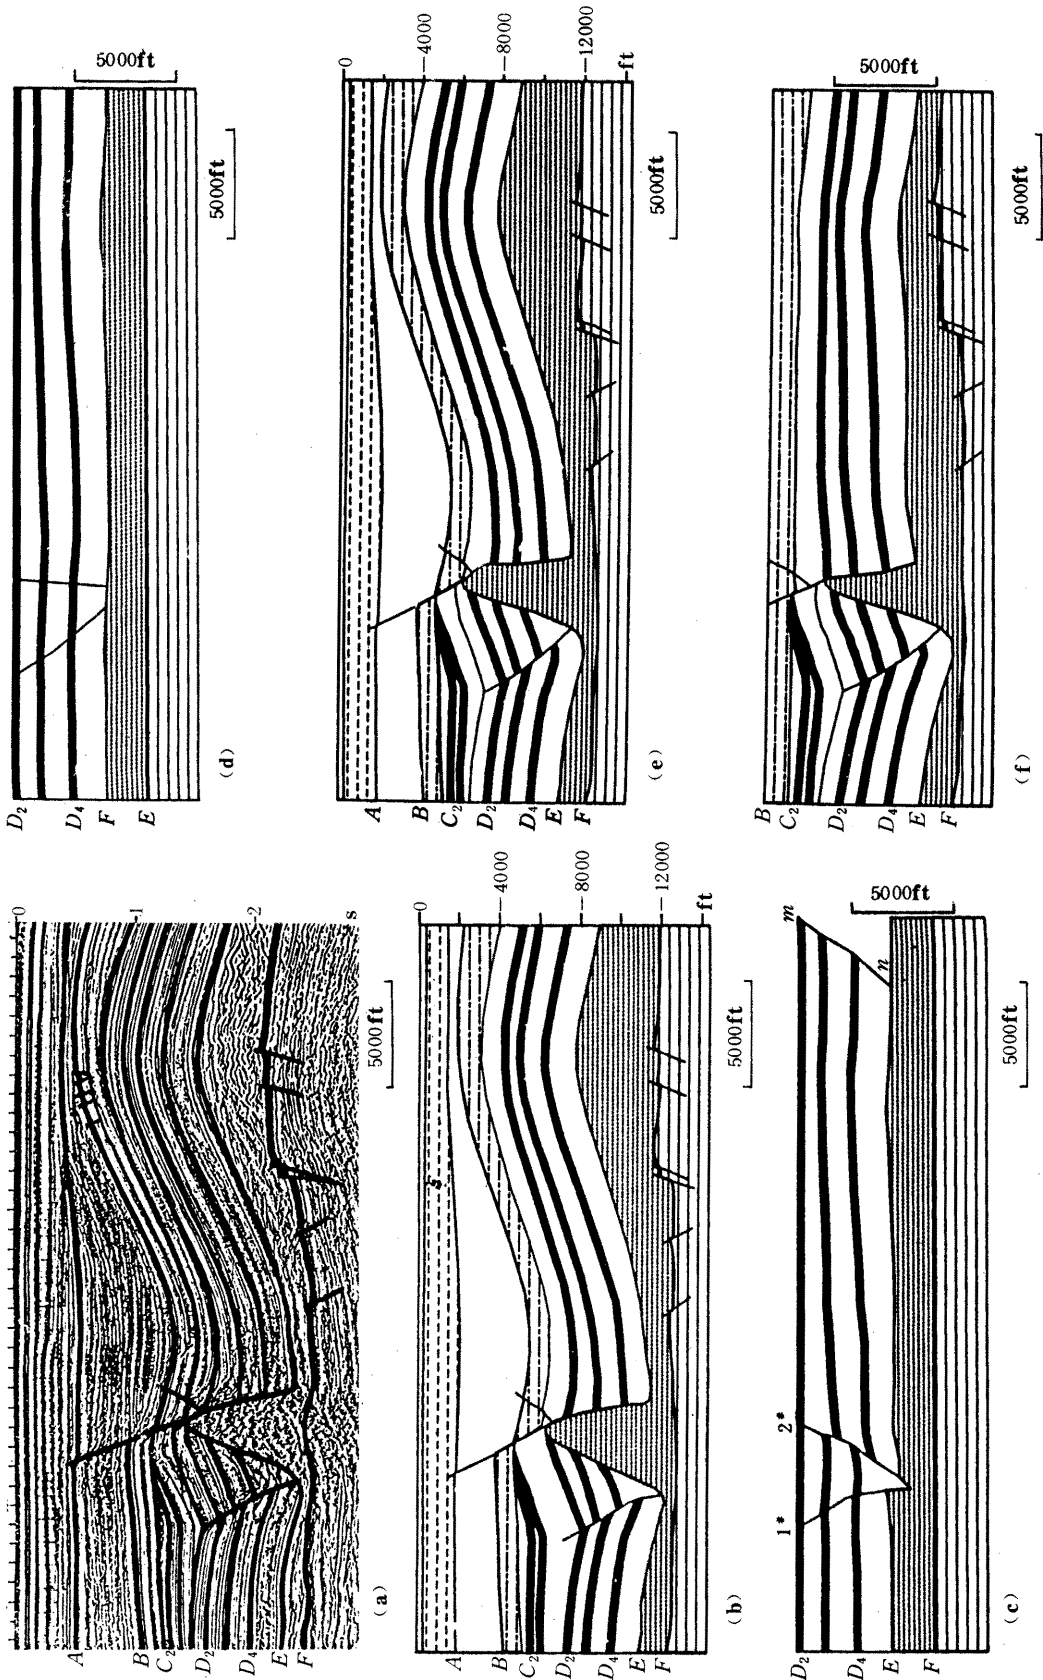 0
1
2
s
A
B
C₂
D₂
D₄
E
F
(a)
5000ft
0
-4000
-8000
-12000
ft
A
B
C₂
D₂
D₄
E
F
(b)
5000ft
D₂
D₄
E
F
1#
2#
m
n
5000ft
(c)
5000ft
D₂
D₄
F
E
5000ft
(d)
5000ft
0
-4000
-8000
-12000
ft
A
B
C₂
D₂
D₄
E
F
(e)
5000ft
B
C₂
D₂
D₄
E
F
5000ft
(f)
5000ft